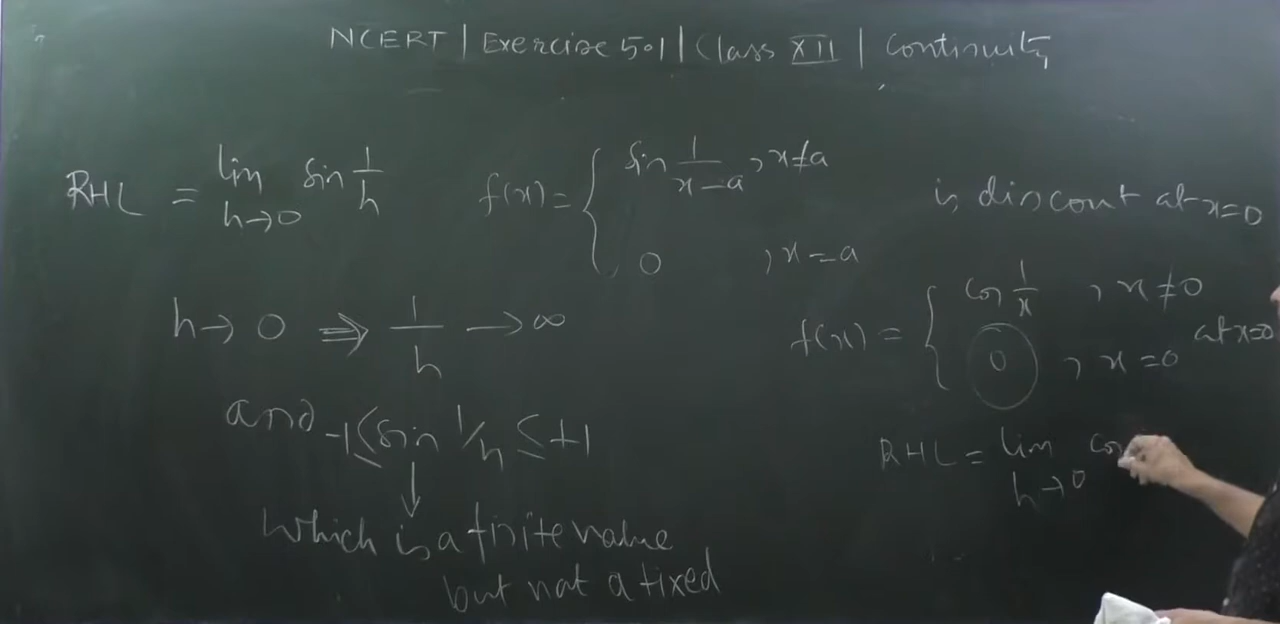 NCERT | Exercise 5.1 | Class XII | Continuity
RHL = lim h→0 sin 1/h
f(x) = { sin 1/(x-a) , x≠a
0 , x=a
is discont at x=0
h→0 ⇒ 1/h →∞
and -1≤sin 1/h ≤+1
↓
which is a finite value
but not a fixed
f(x) = { cos 1/x , x≠0
0 , x=0 at x=0
RHL = lim h→0 cos